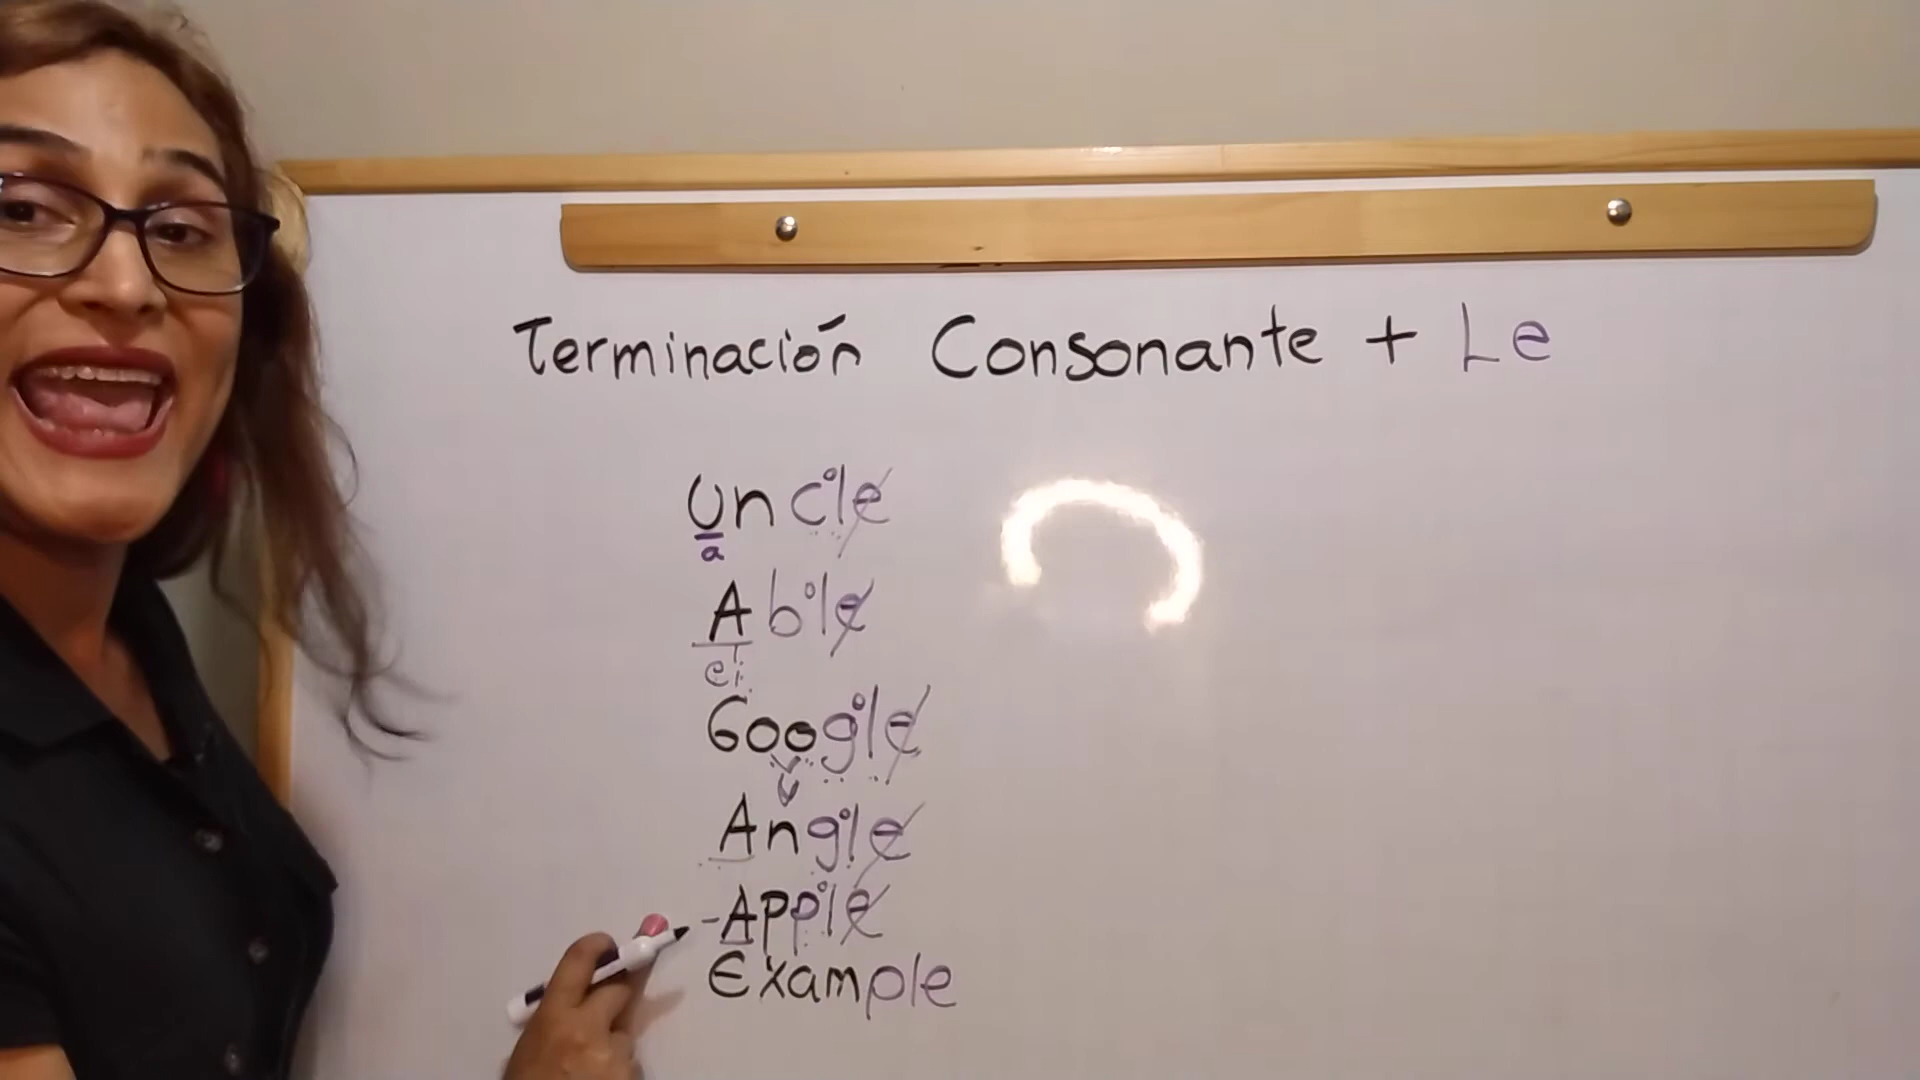 Terminación Consonante + Le
Uncle
a
Able
ei
Google
u
Angle
Apple
Example